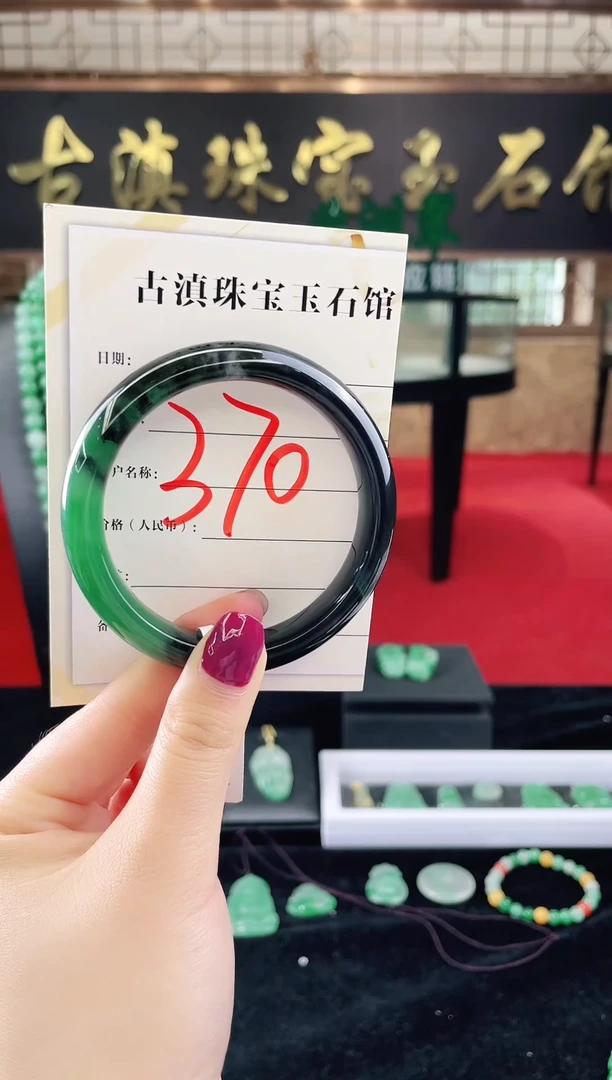 古滇珠宝玉石馆
古滇珠宝玉石馆
日期：
户名称：
370
价格（人民币）：